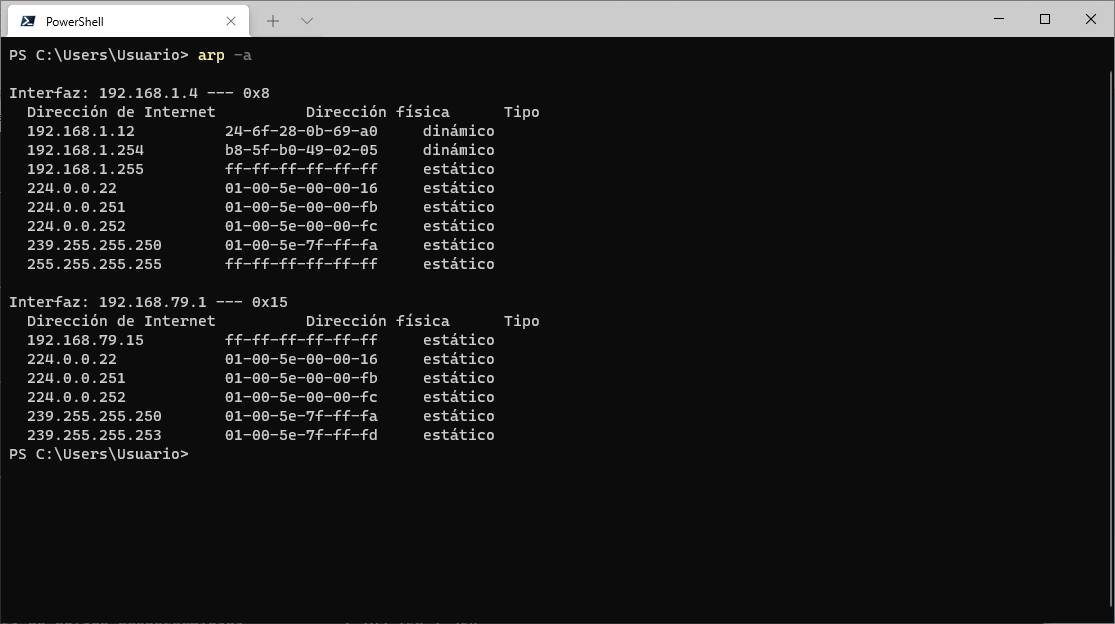 PowerShell
PS C:\Users\Usuario> arp -a
Interfaz: 192.168.1.4 --- 0x8
  Dirección de Internet          Dirección física      Tipo
  192.168.1.12          24-6f-28-0b-69-a0     dinámico
  192.168.1.254         b8-5f-b0-49-02-05     dinámico
  192.168.1.255         ff-ff-ff-ff-ff-ff     estático
  224.0.0.22            01-00-5e-00-00-16     estático
  224.0.0.251           01-00-5e-00-00-fb     estático
  224.0.0.252           01-00-5e-00-00-fc     estático
  239.255.255.250       01-00-5e-7f-ff-fa     estático
  255.255.255.255       ff-ff-ff-ff-ff-ff     estático
Interfaz: 192.168.79.1 --- 0x15
  Dirección de Internet          Dirección física      Tipo
  192.168.79.15         ff-ff-ff-ff-ff-ff     estático
  224.0.0.22            01-00-5e-00-00-16     estático
  224.0.0.251           01-00-5e-00-00-fb     estático
  224.0.0.252           01-00-5e-00-00-fc     estático
  239.255.255.250       01-00-5e-7f-ff-fa     estático
  239.255.255.253       01-00-5e-7f-ff-fd     estático
PS C:\Users\Usuario>